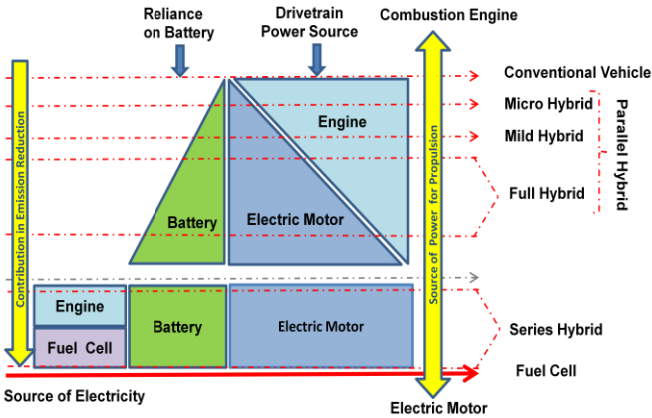 Reliance
on Battery
Drivetrain
Power Source
Combustion Engine
Conventional Vehicle
Micro Hybrid
Mild Hybrid
Full Hybrid
Parallel Hybrid
Engine
Battery
Electric Motor
Contribution in Emission Reduction
Source of Power for Propulsion
Engine
Fuel Cell
Battery
Electric Motor
Series Hybrid
Fuel Cell
Source of Electricity
Electric Motor